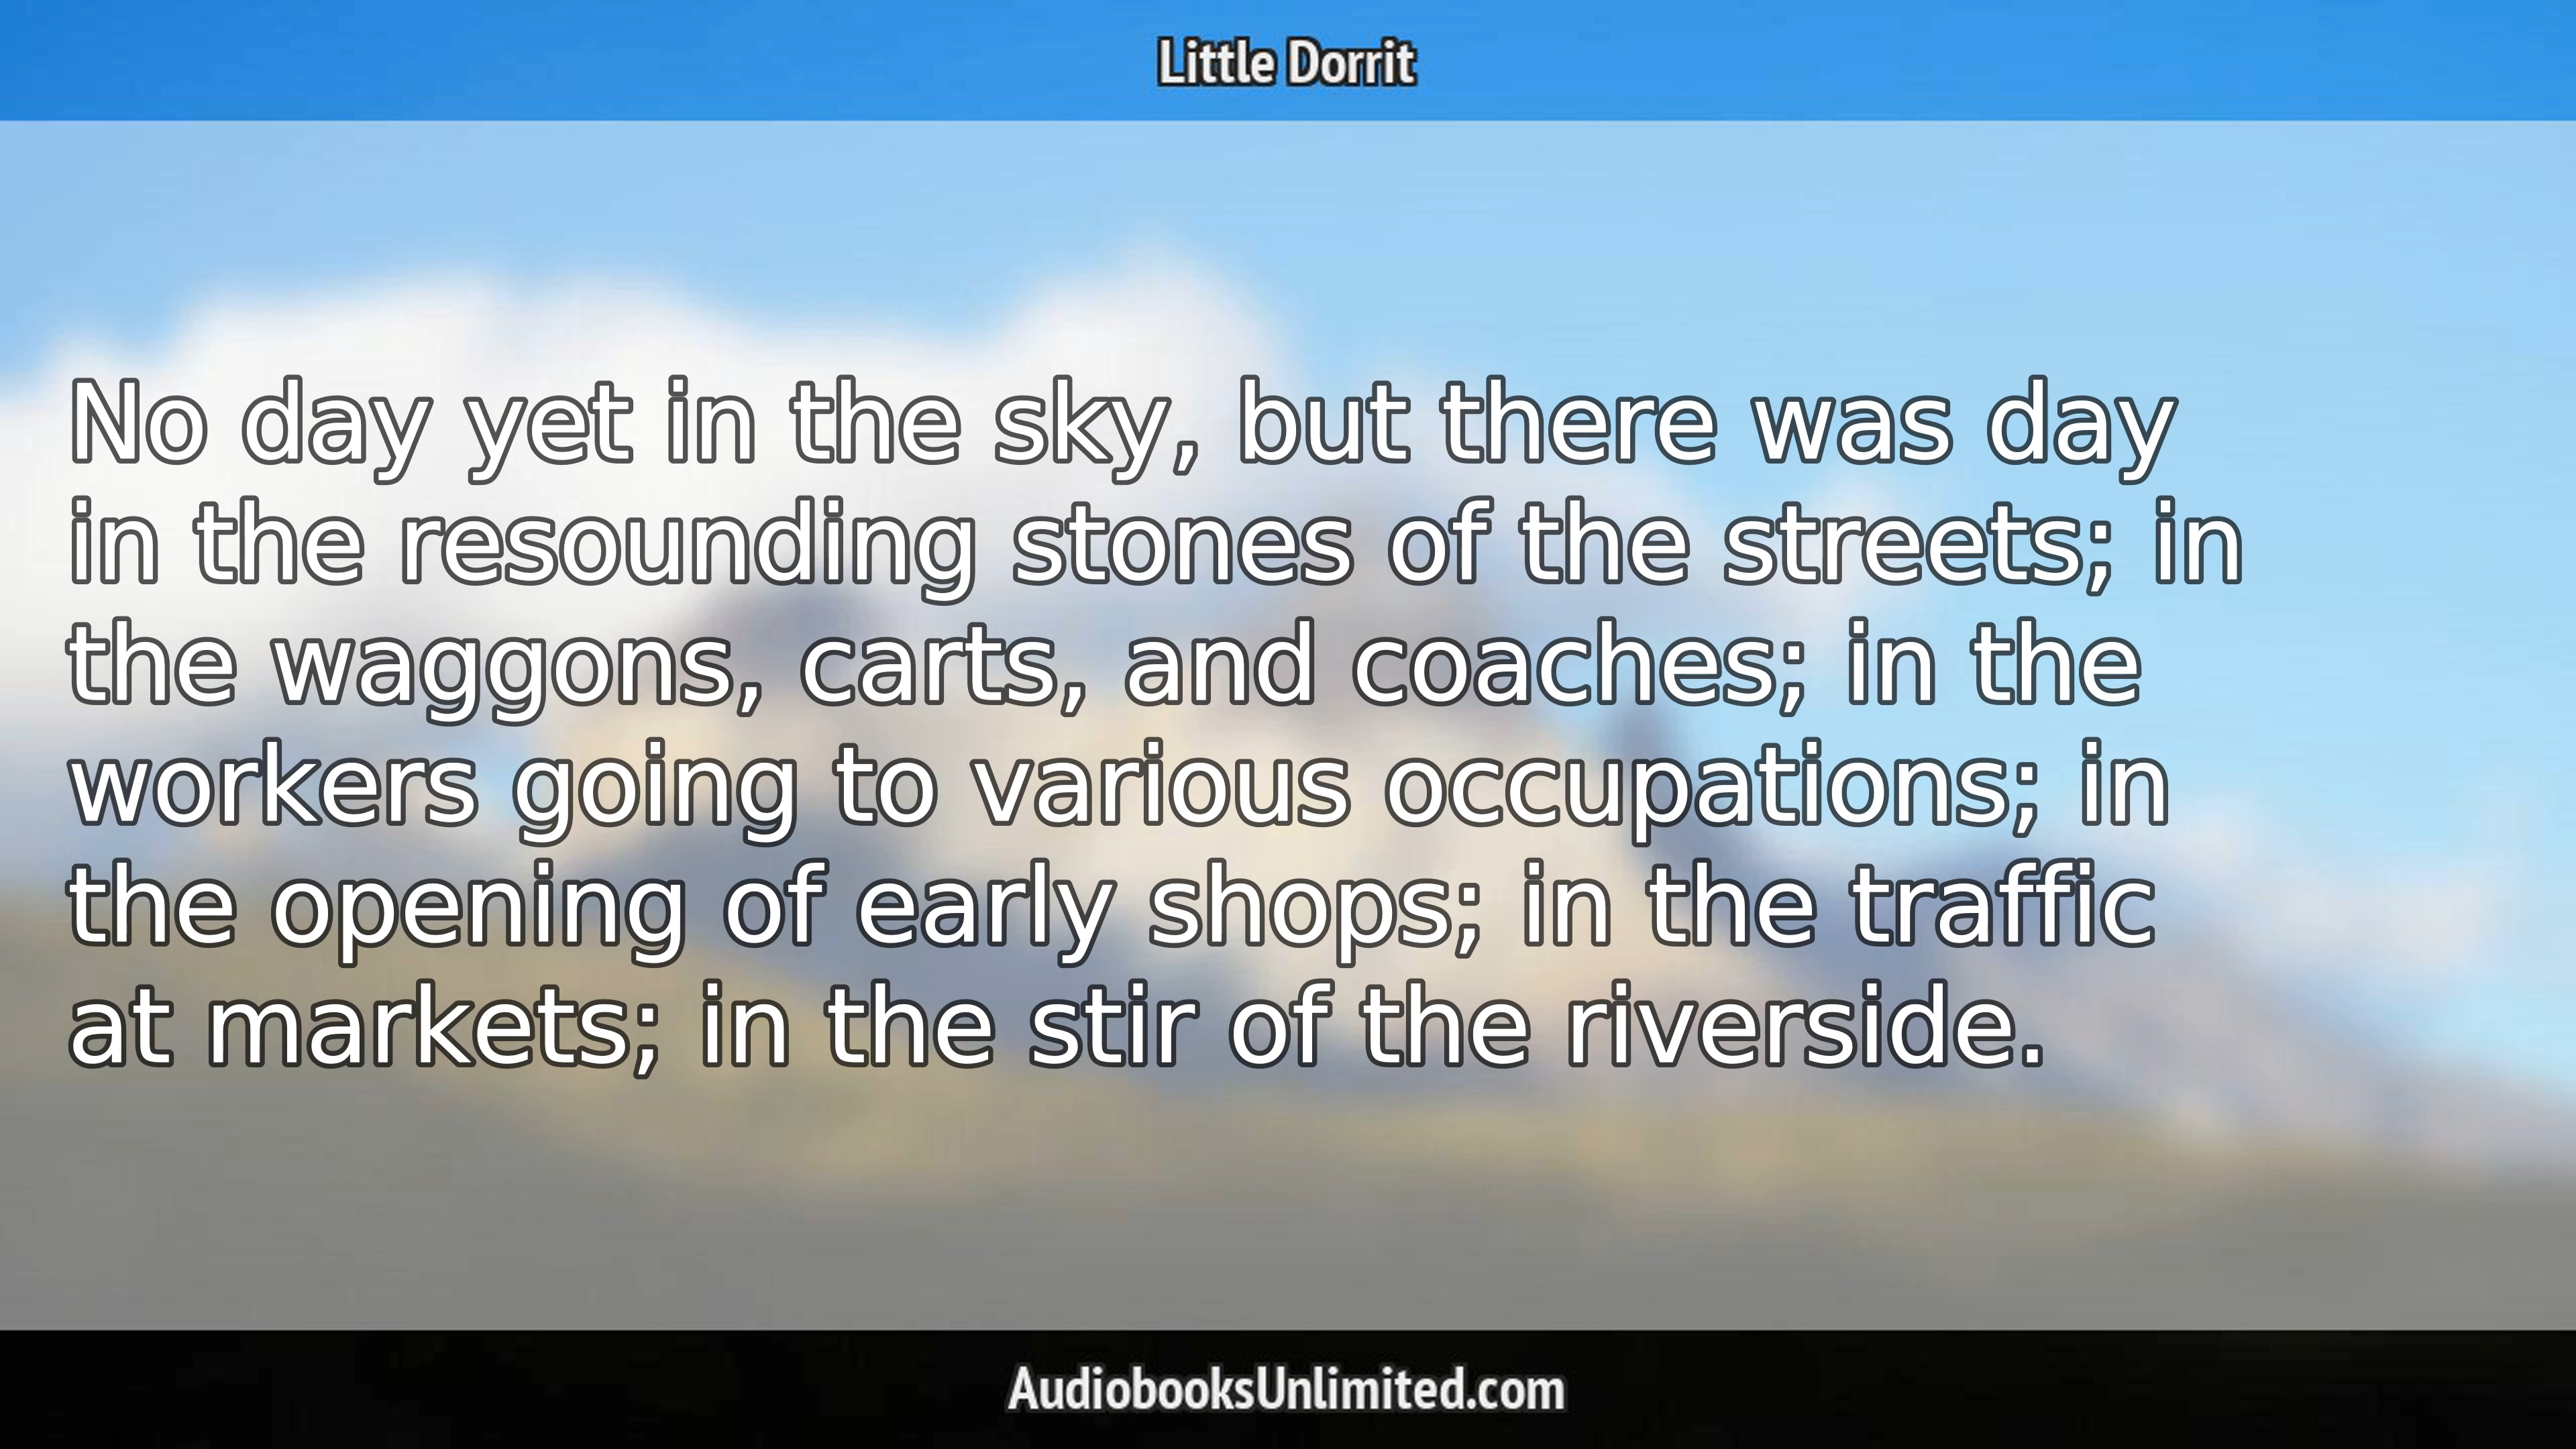 Little Dorrit
No day yet in the sky, but there was day
in the resounding stones of the streets; in
the waggons, carts, and coaches; in the
workers going to various occupations; in
the opening of early shops; in the traffic
at markets; in the stir of the riverside.
AudiobooksUnlimited.com